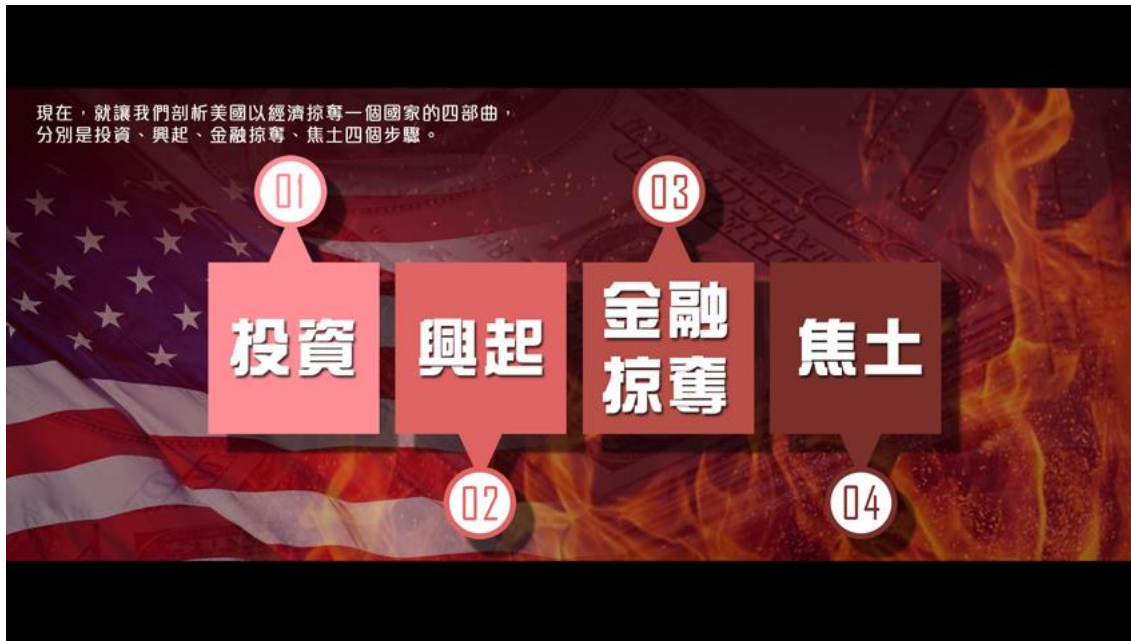 現在，就讓我們剖析美國以經濟掠奪一個國家的四部曲，
分別是投資、興起、金融掠奪、焦土四個步驟。
01
投資
02
興起
03
金融
掠奪
04
焦土